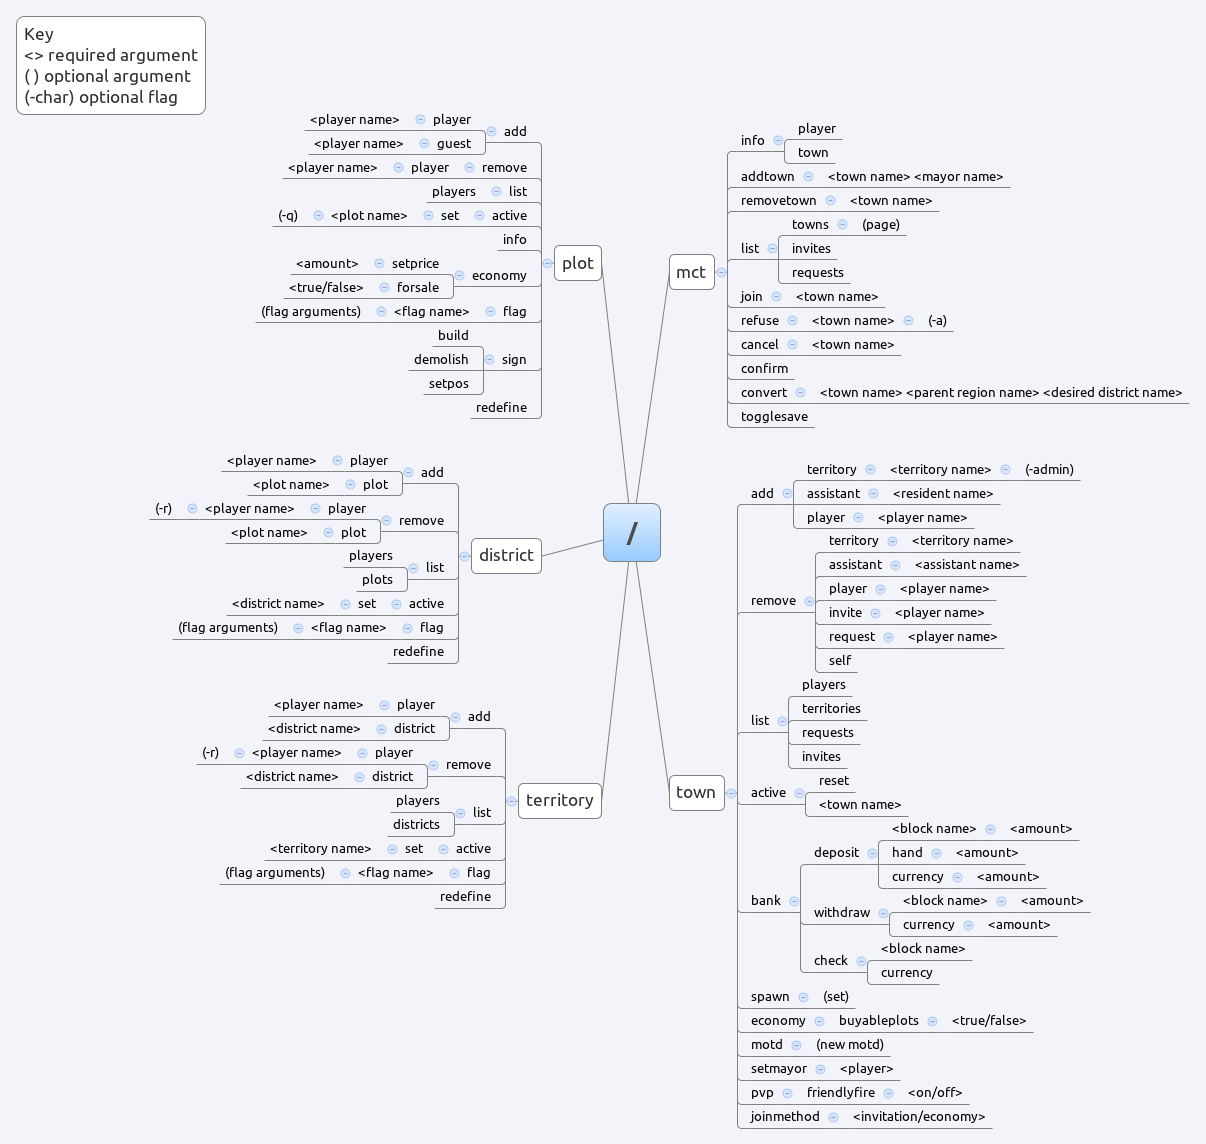 Key
<> required argument
( ) optional argument
(-char) optional flag
/
plot
<player name> player add
<player name> guest
<player name> player remove
players list
(-q) <plot name> set active
info
<amount> setprice economy
<true/false> forsale
(flag arguments) <flag name> flag
build
demolish sign
setpos
redefine
district
<player name> player add
<plot name> plot
(-r) <player name> player remove
<plot name> plot
players list
plots
<district name> set active
(flag arguments) <flag name> flag
redefine
territory
<player name> player add
<district name> district
(-r) <player name> player remove
<district name> district
players list
districts
<territory name> set active
(flag arguments) <flag name> flag
redefine
mct
info player
town
addtown <town name> <mayor name>
removetown <town name>
list towns (page)
invites
requests
join <town name>
refuse <town name> (-a)
cancel <town name>
confirm
convert <town name> <parent region name> <desired district name>
togglesave
town
add territory <territory name> (-admin)
assistant <resident name>
player <player name>
remove territory <territory name>
assistant <assistant name>
player <player name>
invite <player name>
request <player name>
self
list players
territories
requests
invites
active reset
<town name>
bank deposit <block name> <amount>
hand <amount>
currency <amount>
withdraw <block name> <amount>
currency <amount>
check <block name>
currency
spawn (set)
economy buyableplots <true/false>
motd (new motd)
setmayor <player>
pvp friendlyfire <on/off>
joinmethod <invitation/economy>